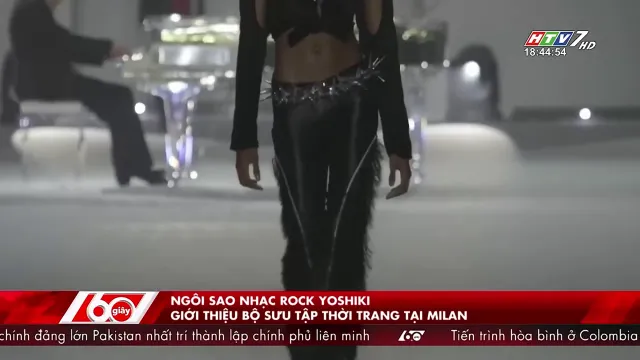 HTV7 HD
18:44:54
60 giây
NGÔI SAO NHẠC ROCK YOSHIKI
GIỚI THIỆU BỘ SƯU TẬP THỜI TRANG TẠI MILAN
chính đảng lớn Pakistan nhất trí thành lập chính phủ liên minh 60 Tiến trình hòa bình ở Colombia